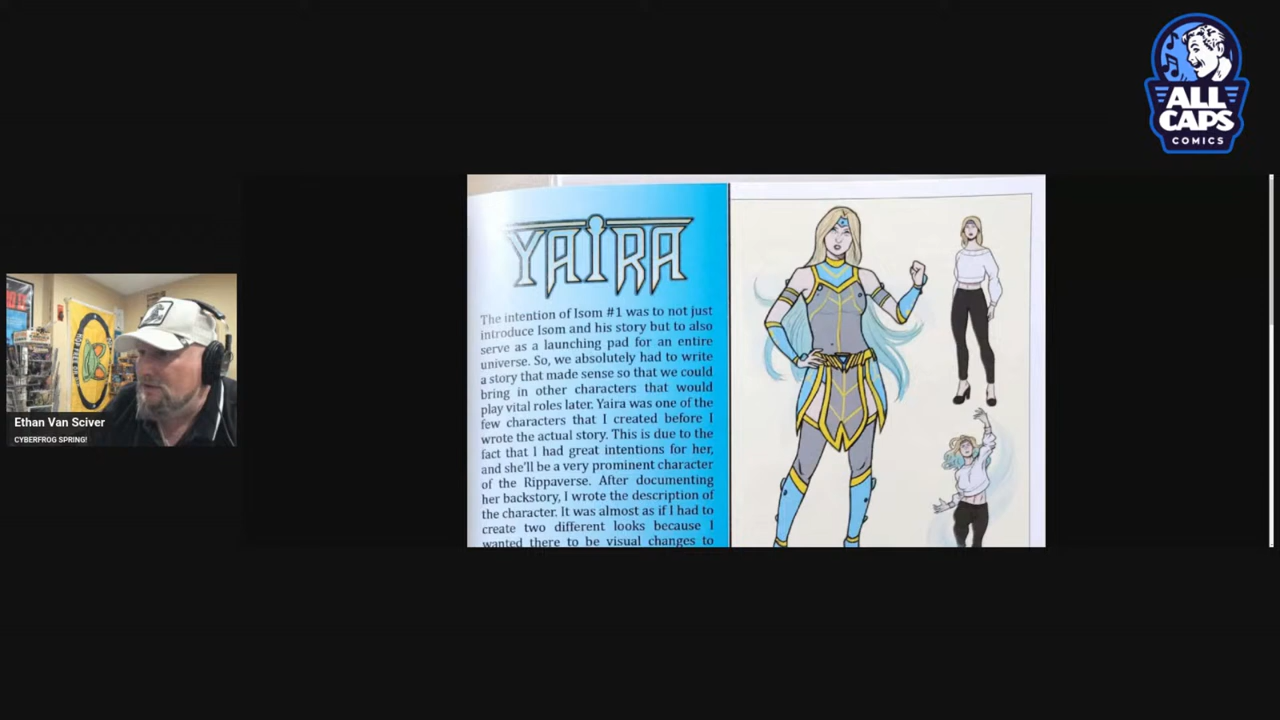 ALL
CAPS
COMICS
YAIRA
The intention of Isom #1 was to not just
introduce Isom and his story but to also
serve as a launching pad for an entire
universe. So, we absolutely had to write
a story that made sense so that we could
bring in other characters that would
play vital roles later. Yaira was one of the
few characters that I created before I
wrote the actual story. This is due to the
fact that I had great intentions for her,
and she'll be a very prominent character
of the Rippaverse. After documenting
her backstory, I wrote the description of
the character. It was almost as if I had to
create two different looks because I
wanted there to be visual changes to
Ethan Van Sciver
CYBERFROG SPRING!